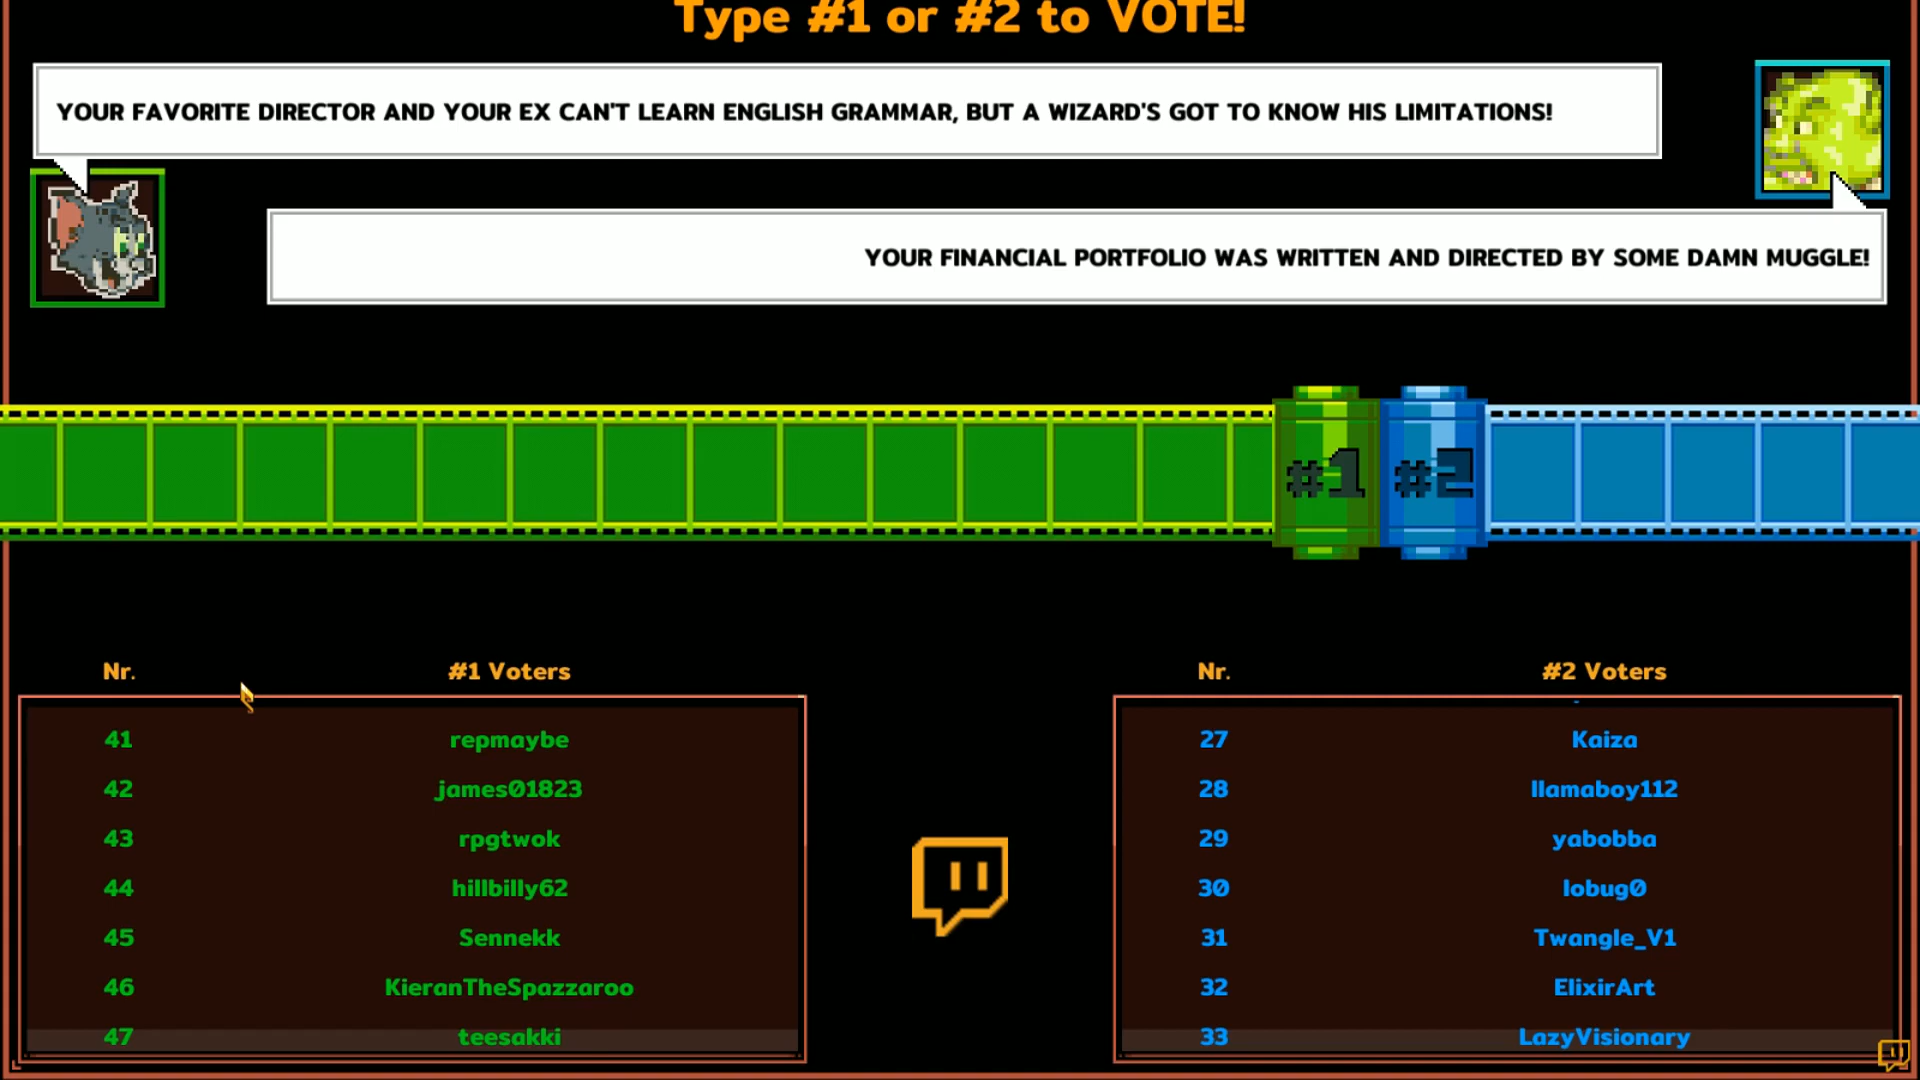 Type #1 or #2 to VOTE!
YOUR FAVORITE DIRECTOR AND YOUR EX CAN'T LEARN ENGLISH GRAMMAR, BUT A WIZARD'S GOT TO KNOW HIS LIMITATIONS!
YOUR FINANCIAL PORTFOLIO WAS WRITTEN AND DIRECTED BY SOME DAMN MUGGLE!
#1 #2
Nr. #1 Voters
41 repmaybe
42 james01823
43 rpgtwok
44 hillbilly62
45 Sennekk
46 KieranTheSpazzaroo
47 teesakki
Nr. #2 Voters
27 Kaiza
28 llamaboy112
29 yabobba
30 lobug0
31 Twangle_V1
32 ElixirArt
33 LazyVisionary